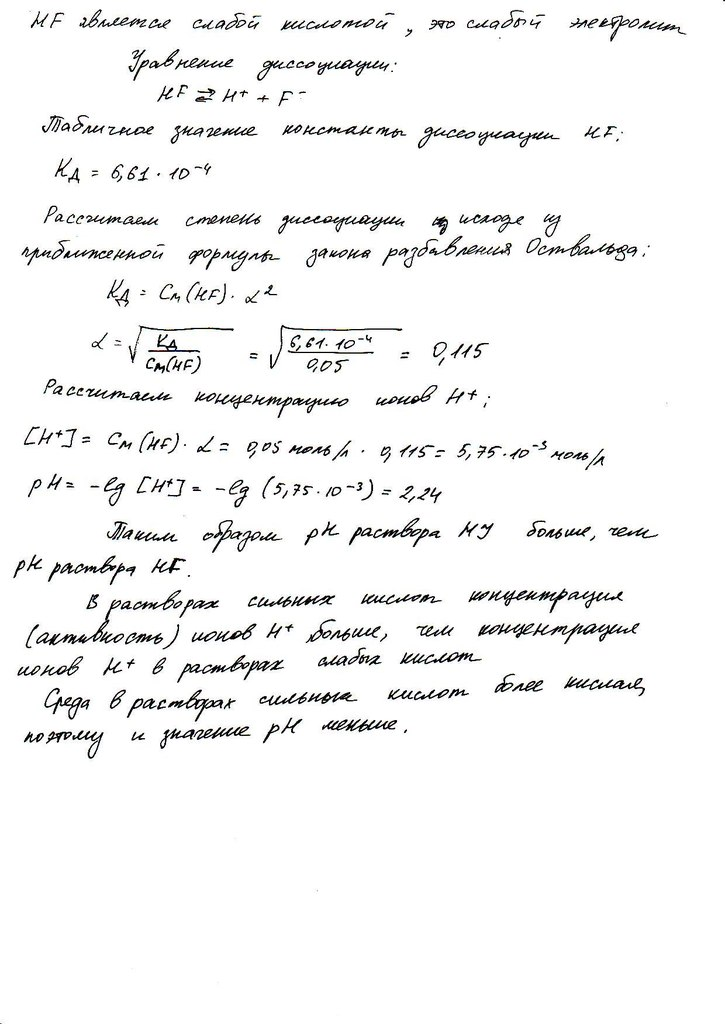 HF является слабой кислотой, это слабый электролит
Уравнение диссоциации:
HF ⇄ H⁺ + F⁻
Табличное значение константы диссоциации HF:
Kд = 6,61 · 10⁻⁴
Рассчитаем степень диссоциации исходя из
приближенной формулы закона разбавления Оствальда:
Kд = Cм(HF) · α²
α = √(Kд / Cм(HF)) = √(6,61 · 10⁻⁴ / 0,05) = 0,115
Рассчитаем концентрацию ионов H⁺:
[H⁺] = Cм(HF) · α = 0,05 моль/л · 0,115 = 5,75 · 10⁻³ моль/л
pH = -lg [H⁺] = -lg (5,75 · 10⁻³) = 2,24
Таким образом pH раствора HJ больше, чем
pH раствора HF.
В растворах сильных кислот концентрация
(активность) ионов H⁺ больше, чем концентрация
ионов H⁺ в растворах слабых кислот
Среда в растворах сильных кислот более кислая,
поэтому и значение pH меньше.